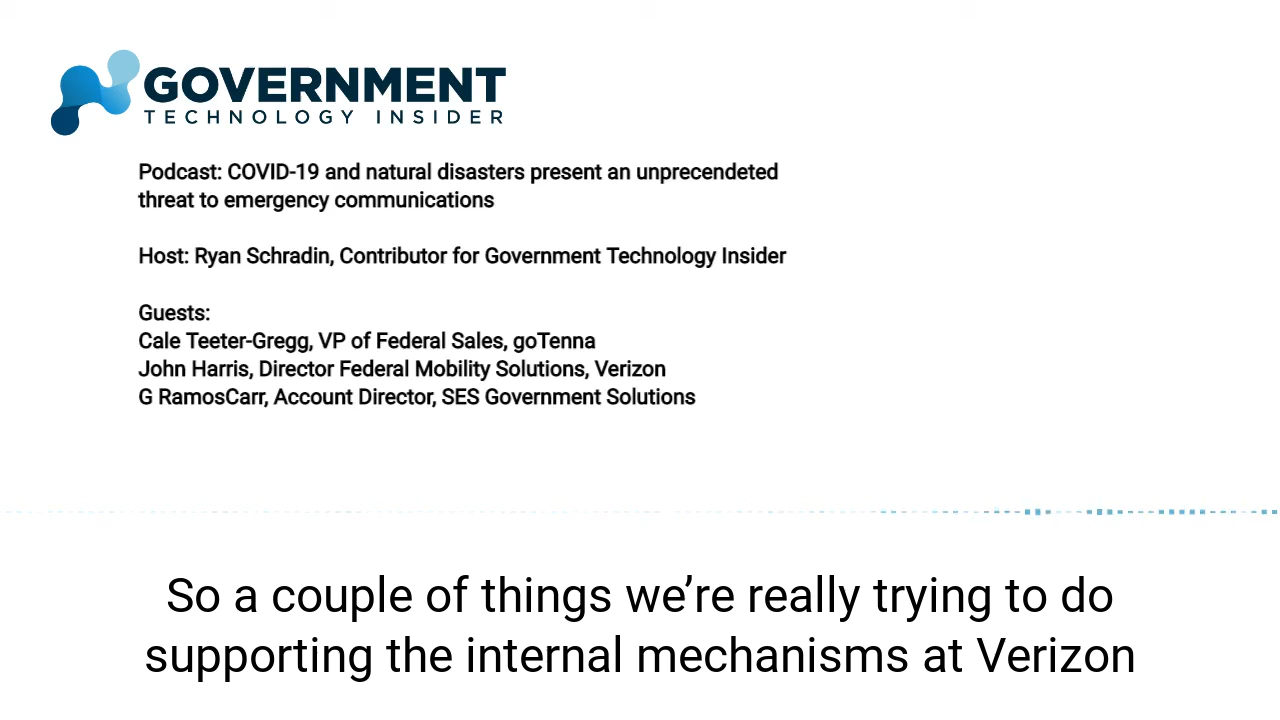 GOVERNMENT
TECHNOLOGY INSIDER
Podcast: COVID-19 and natural disasters present an unprecendeted
threat to emergency communications
Host: Ryan Schradin, Contributor for Government Technology Insider
Guests:
Cale Teeter-Gregg, VP of Federal Sales, goTenna
John Harris, Director Federal Mobility Solutions, Verizon
G RamosCarr, Account Director, SES Government Solutions
So a couple of things we’re really trying to do
supporting the internal mechanisms at Verizon